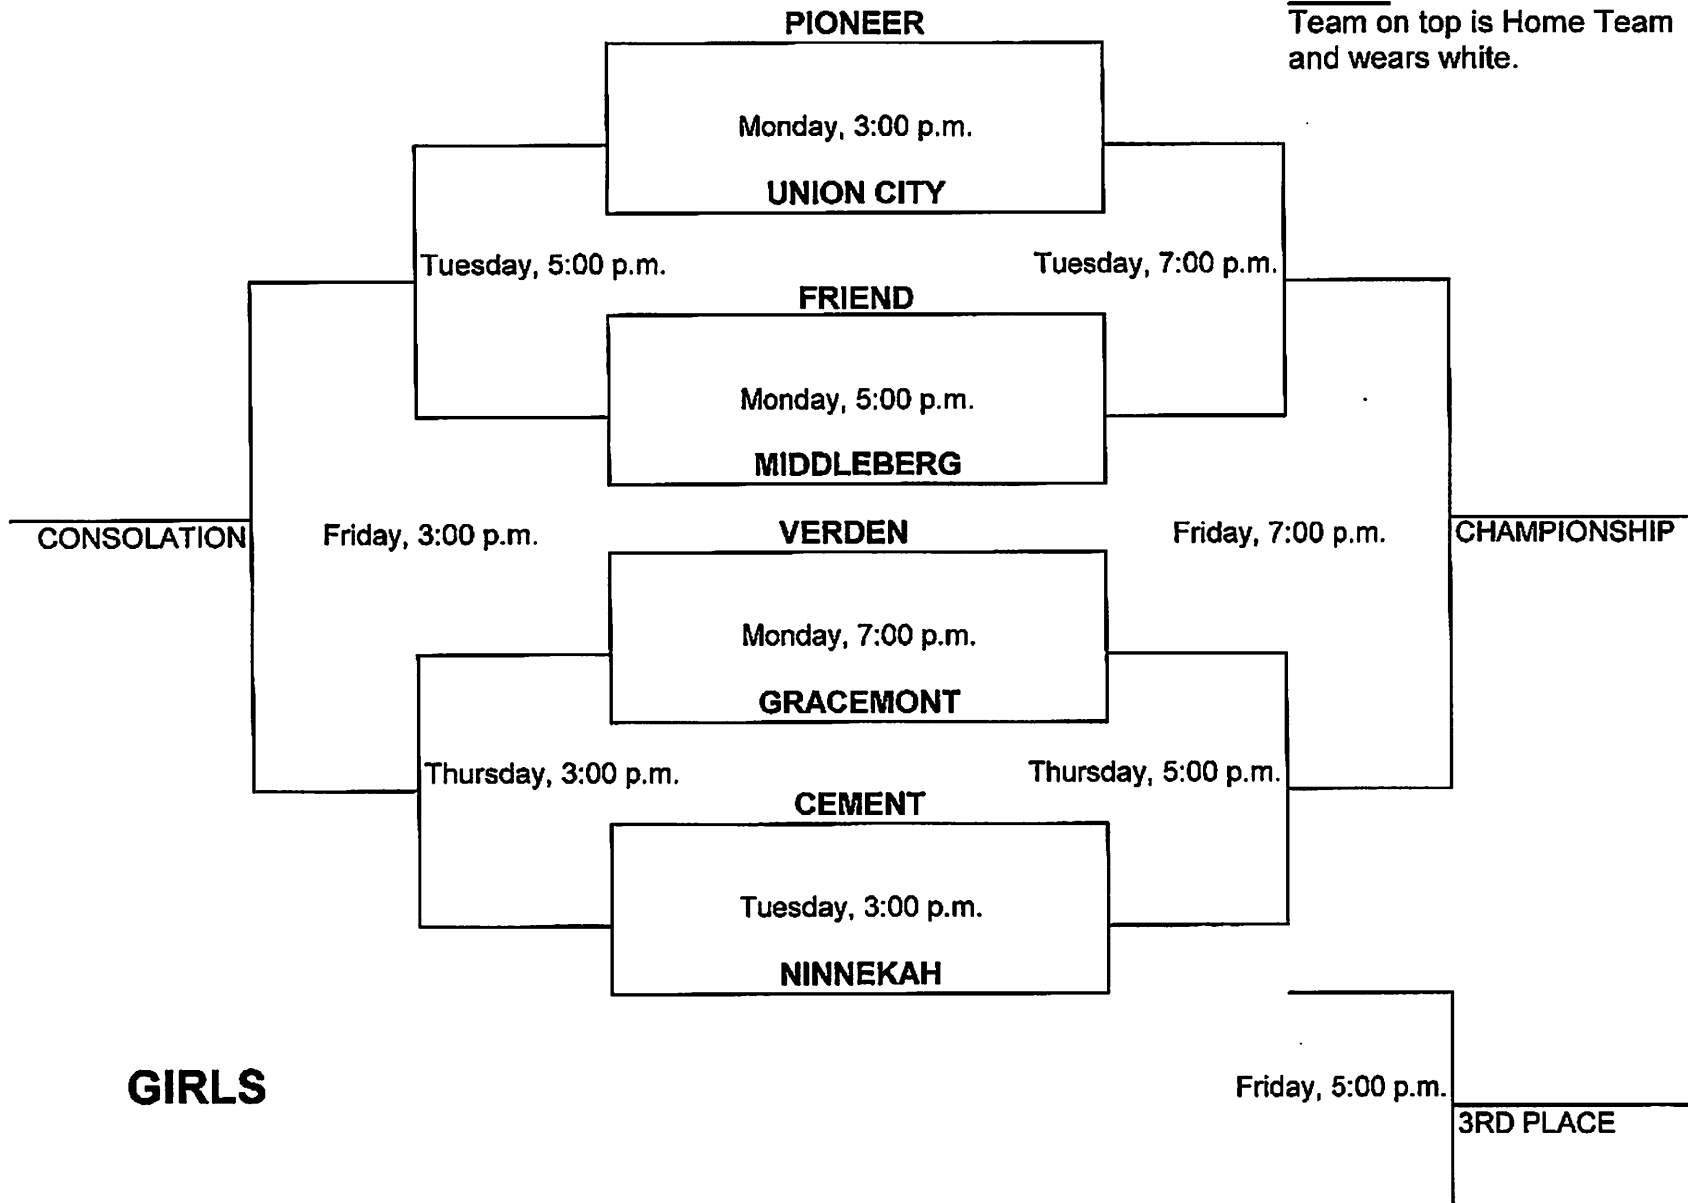 PIONEER
Team on top is Home Team
and wears white.
Monday, 3:00 p.m.
UNION CITY
Tuesday, 5:00 p.m.
Tuesday, 7:00 p.m.
FRIEND
Monday, 5:00 p.m.
MIDDLEBERG
CONSOLATION
Friday, 3:00 p.m.
VERDEN
Friday, 7:00 p.m.
CHAMPIONSHIP
Monday, 7:00 p.m.
GRACEMONT
Thursday, 3:00 p.m.
Thursday, 5:00 p.m.
CEMENT
Tuesday, 3:00 p.m.
NINNEKAH
GIRLS
Friday, 5:00 p.m.
3RD PLACE